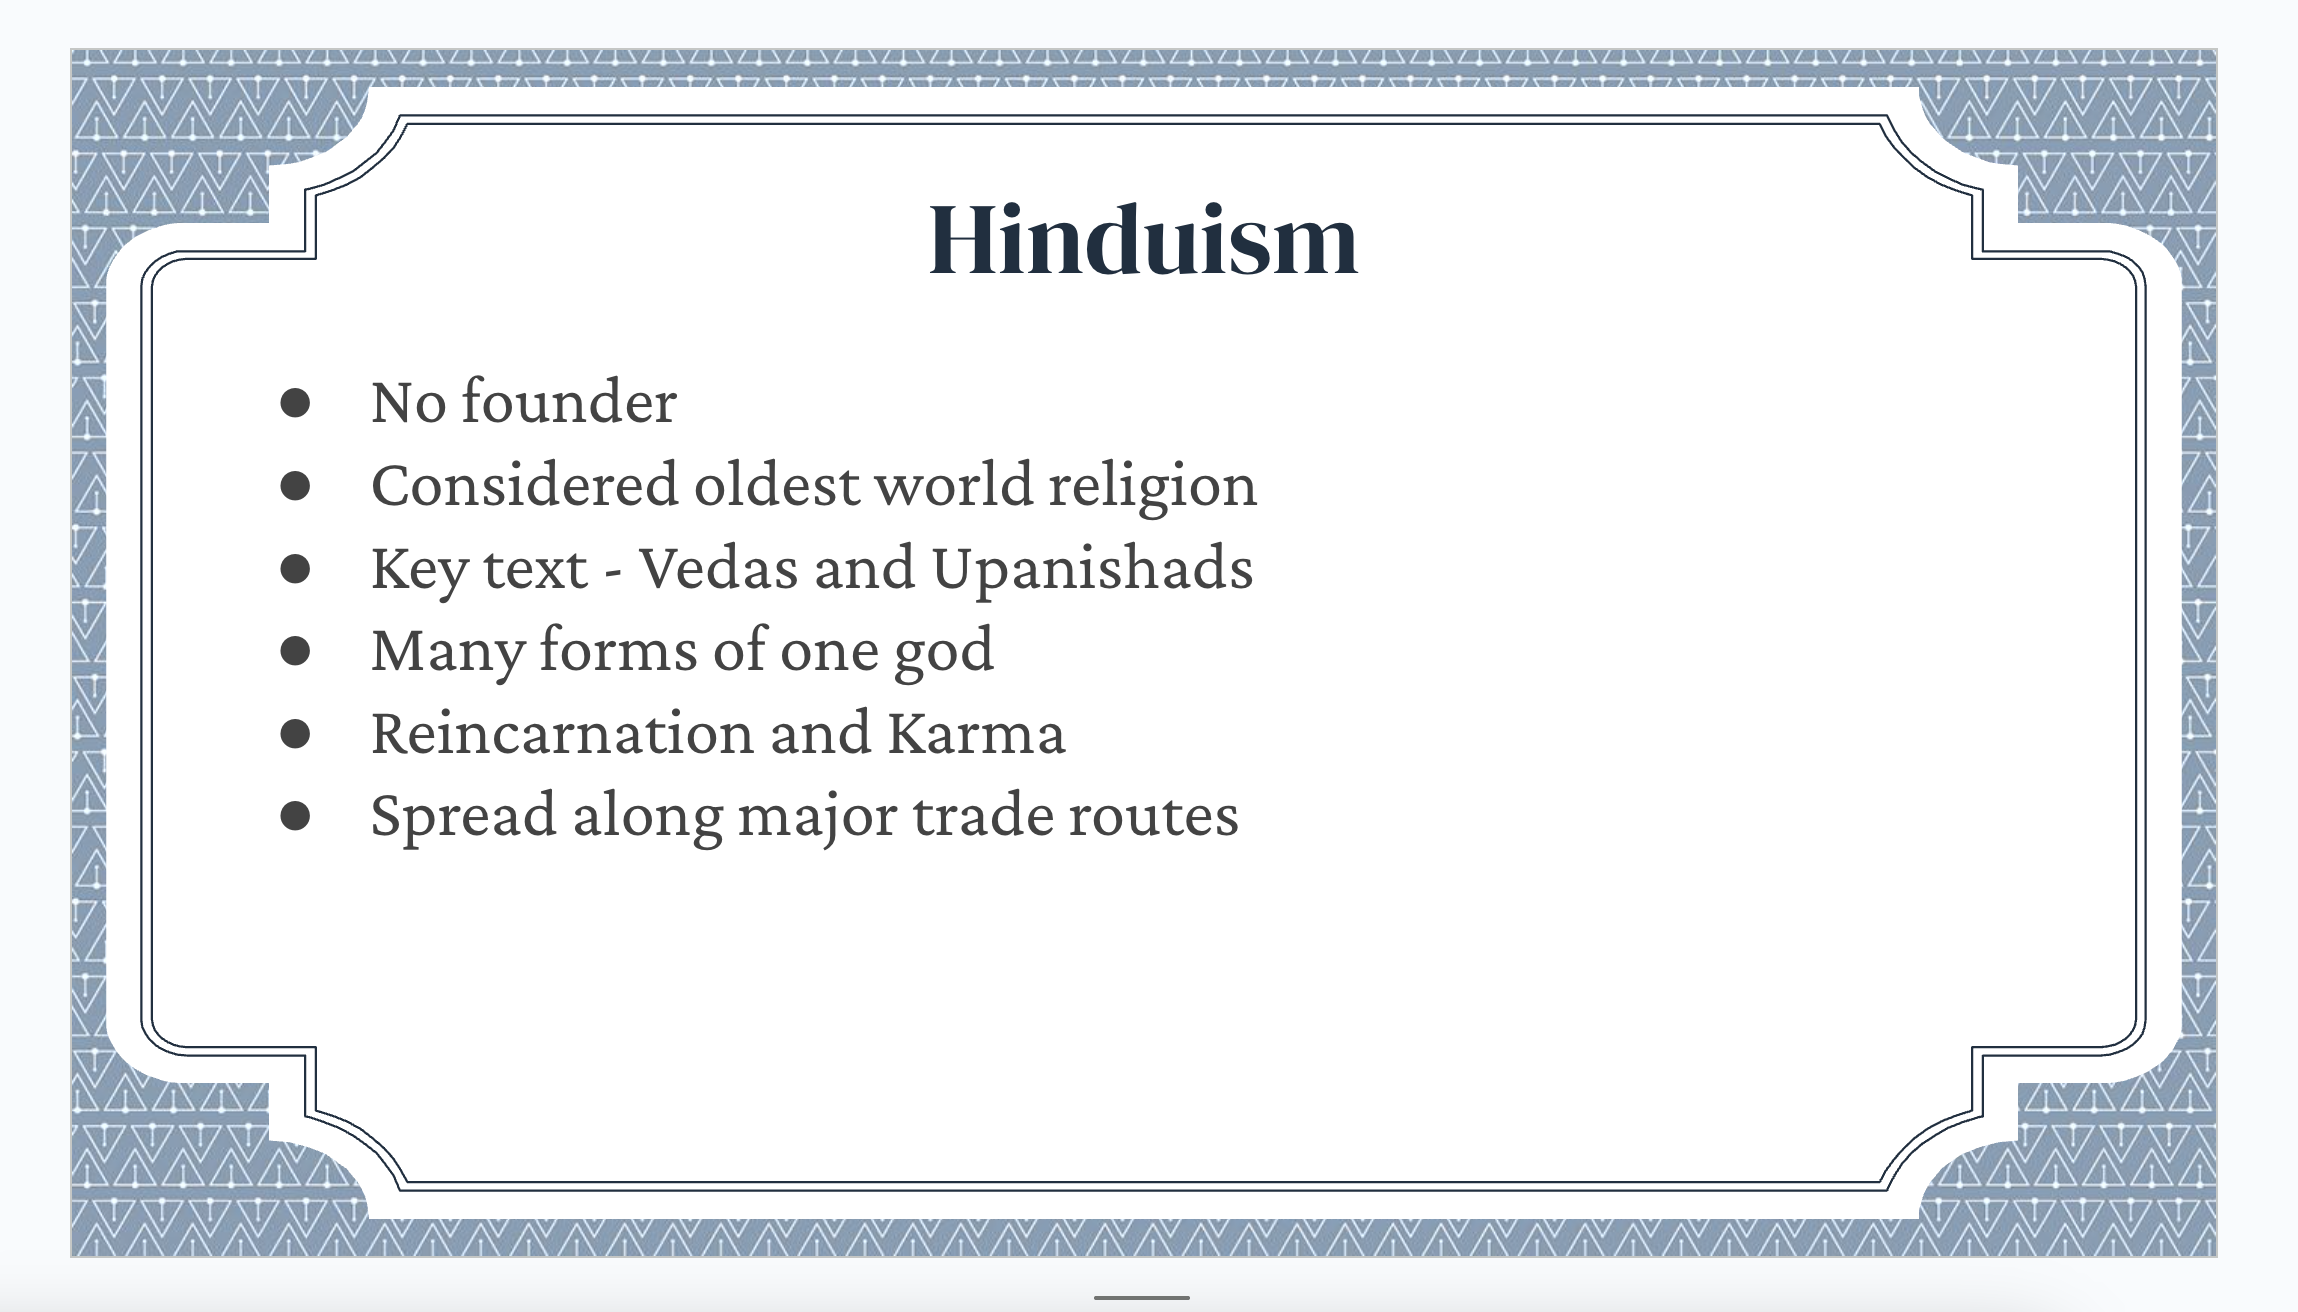 Hinduism
● No founder
● Considered oldest world religion
● Key text - Vedas and Upanishads
● Many forms of one god
● Reincarnation and Karma
● Spread along major trade routes